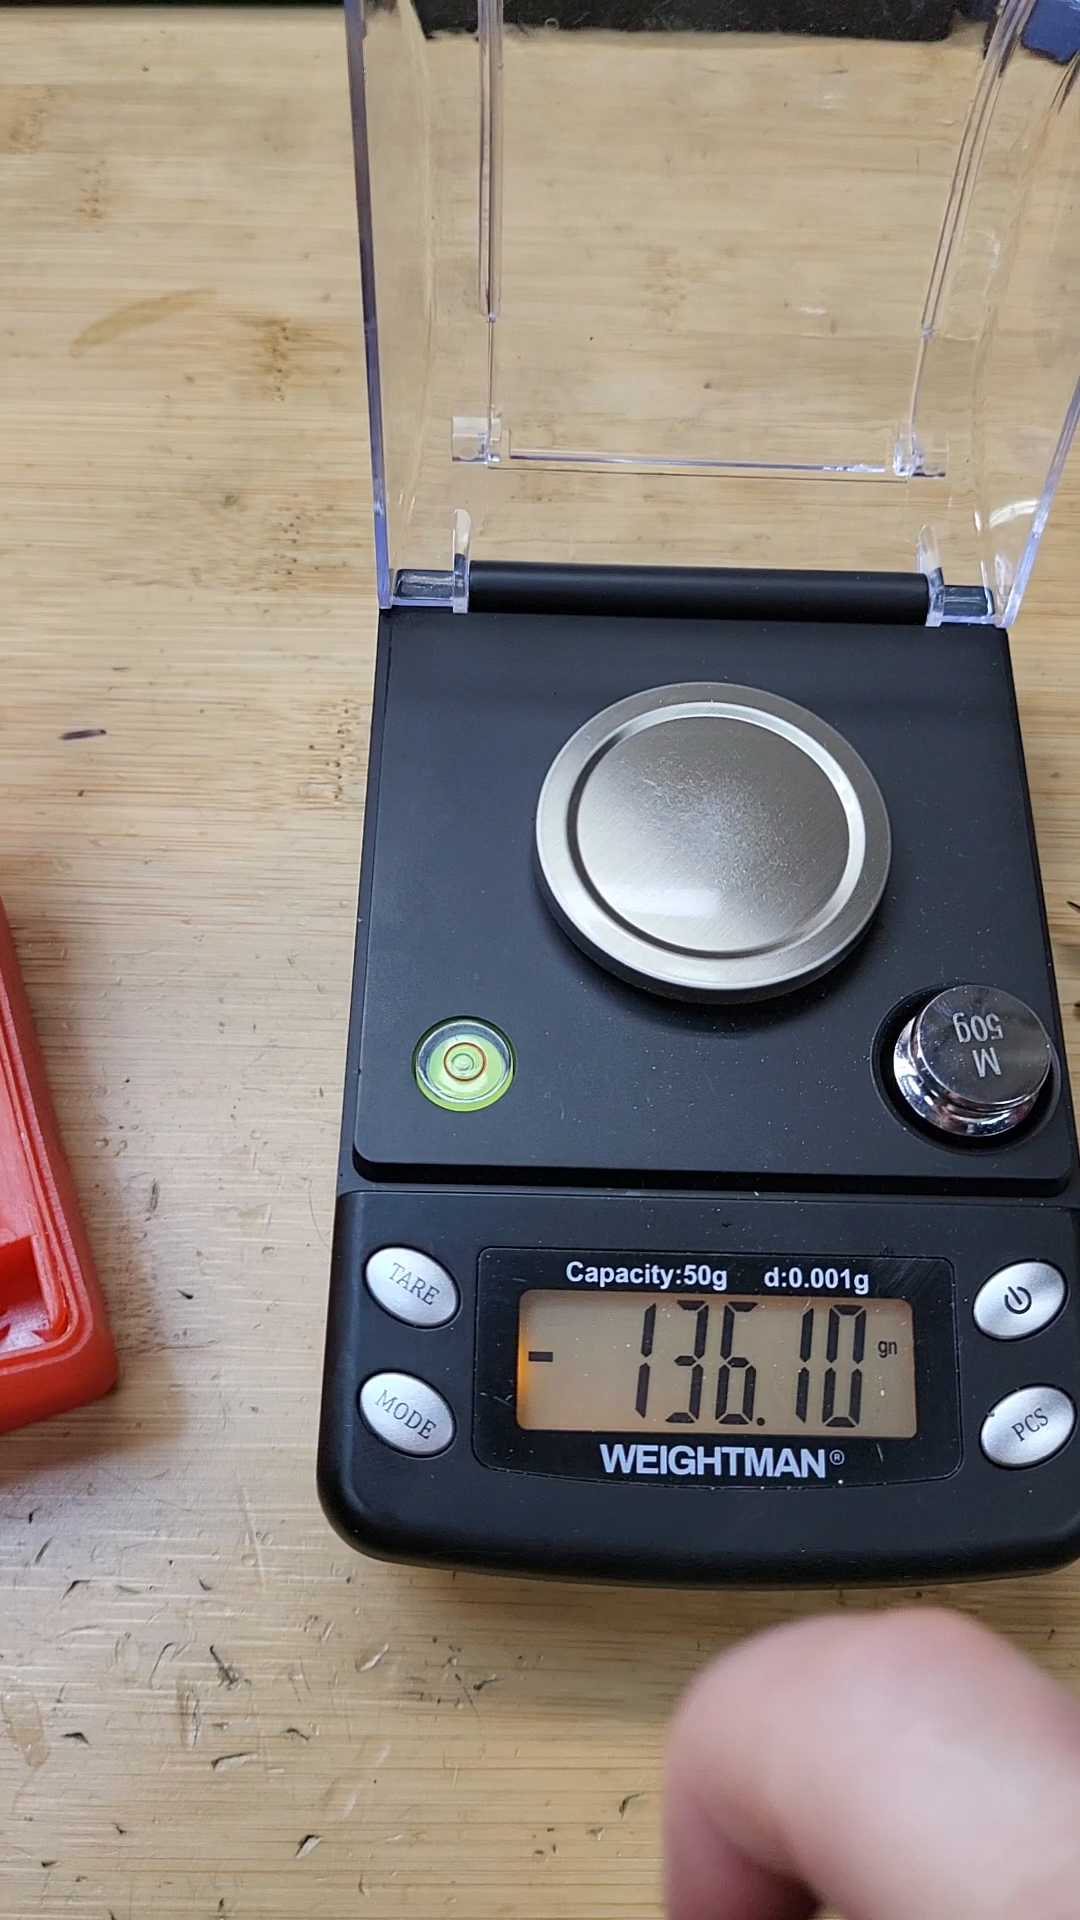 M
50g
TARE
Capacity:50g d:0.001g
- 136.10 gn
MODE
PCS
WEIGHTMAN®